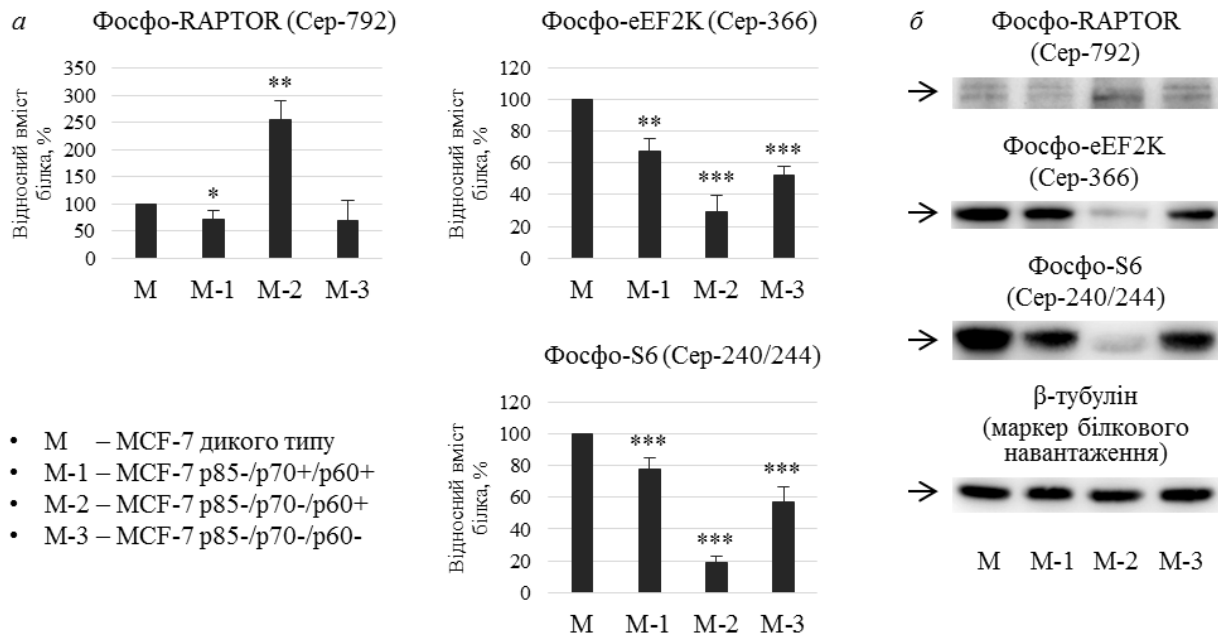 а
Фосфо-RAPTOR (Сер-792)
Відносний вміст
білка, %
350
300
250
200
150
100
50
0
*
**
М
М-1
М-2
М-3
Фосфо-eEF2K (Сер-366)
Відносний вміст
білка, %
120
100
80
60
40
20
0
**
***
***
М
М-1
М-2
М-3
Фосфо-S6 (Сер-240/244)
Відносний вміст
білка, %
120
100
80
60
40
20
0
***
***
***
М
М-1
М-2
М-3
• М – MCF-7 дикого типу
• М-1 – MCF-7 p85-/p70+/p60+
• М-2 – MCF-7 p85-/p70-/p60+
• М-3 – MCF-7 p85-/p70-/p60-
б
Фосфо-RAPTOR
(Сер-792)
Фосфо-eEF2K
(Сер-366)
Фосфо-S6
(Сер-240/244)
β-тубулін
(маркер білкового
навантаження)
М М-1 М-2 М-3